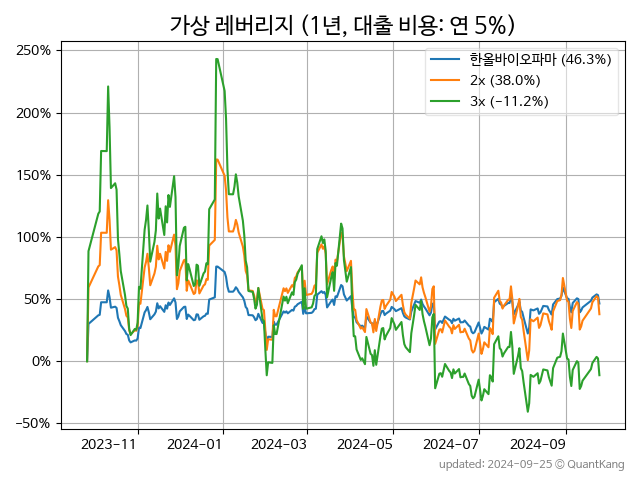 가상 레버리지 (1년, 대출 비용: 연 5%)
250%
200%
150%
100%
50%
0%
−50%
한올바이오파마 (46.3%)
2x (38.0%)
3x (−11.2%)
2023-11
2024-01
2024-03
2024-05
2024-07
2024-09
updated: 2024-09-25 © QuantKang